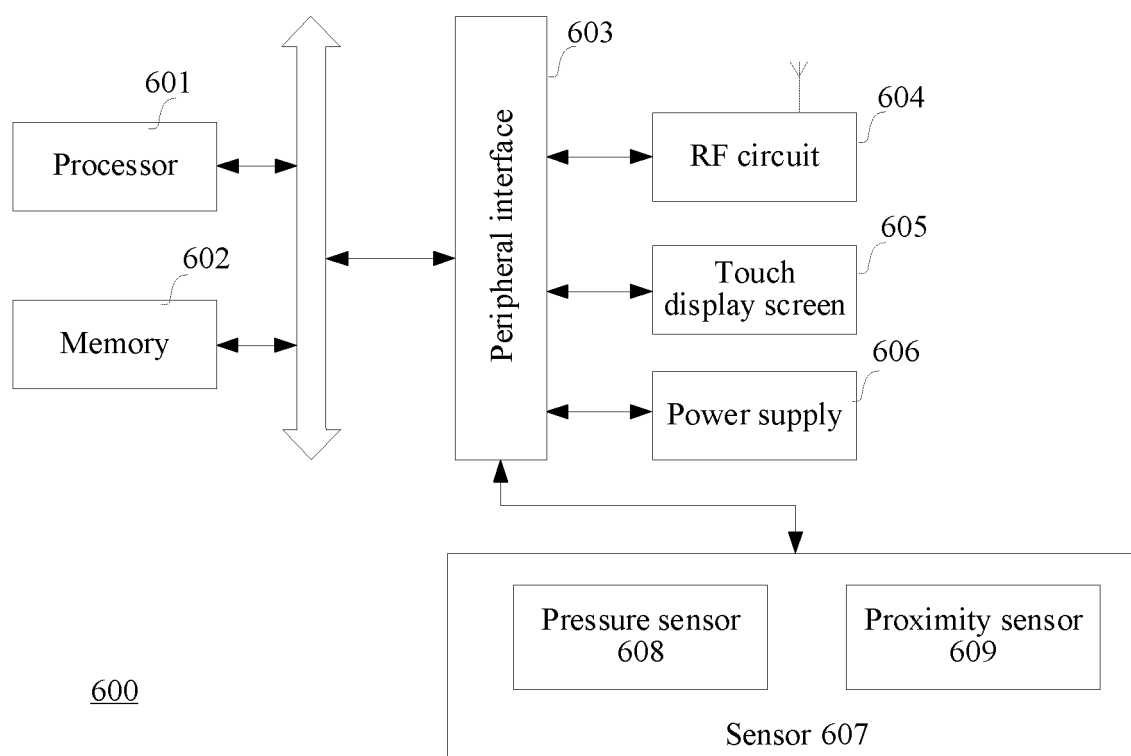 601
Processor
602
Memory
603
Peripheral interface
604
RF circuit
605
Touch
display screen
606
Power supply
Pressure sensor
608
Proximity sensor
609
Sensor 607
600